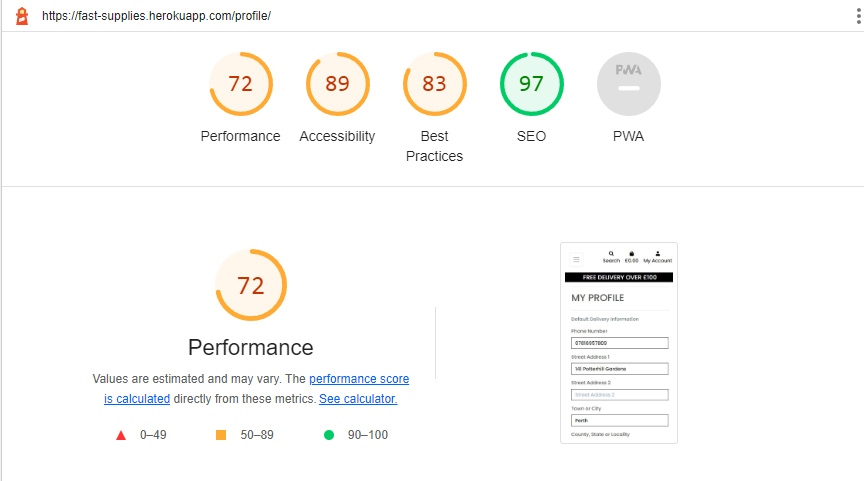 https://fast-supplies.herokuapp.com/profile/
72 89 83 97 PWA
Performance Accessibility Best Practices SEO PWA
72
Performance
Values are estimated and may vary. The performance score
is calculated directly from these metrics. See calculator.
0–49 50–89 90–100
Search £0.00 My Account
FREE DELIVERY OVER £100
MY PROFILE
Default Delivery Information
Phone Number
Street Address 1
141 Potterhill Gardens
Street Address 2
Street Address 2
Town or City
Perth
County, State or Locality